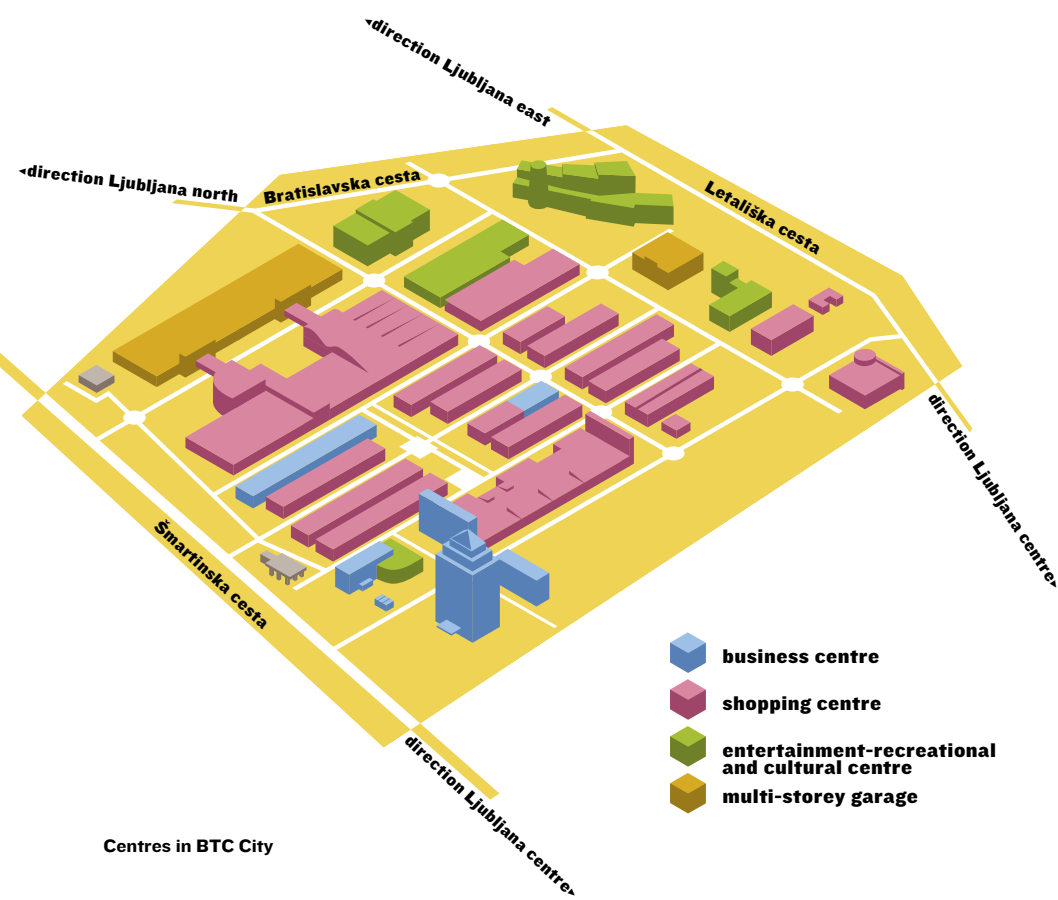 ◂direction Ljubljana east
◂direction Ljubljana north
Bratislavska cesta
Letališka cesta
direction Ljubljana centre▸
Šmartinska cesta
business centre
shopping centre
entertainment-recreational
and cultural centre
multi-storey garage
direction Ljubljana centre▸
Centres in BTC City